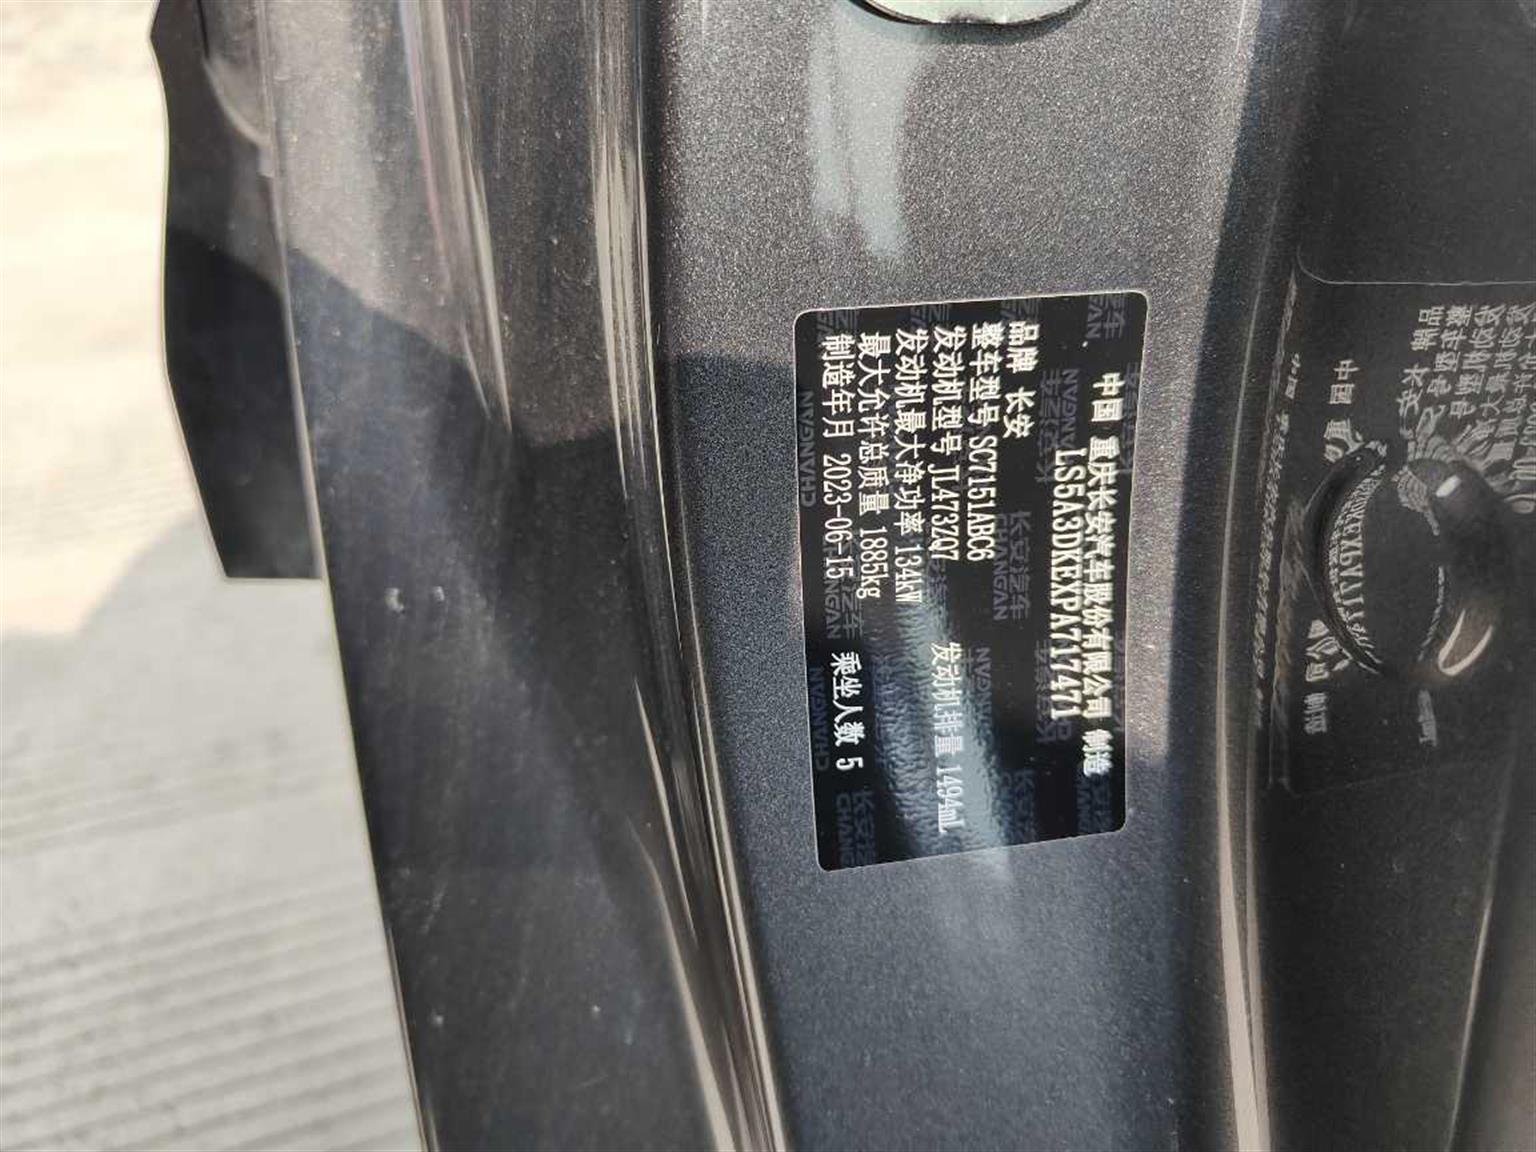 中国 重庆长安汽车股份有限公司 制造
LS5A3DKEXPA717471
品牌 长安
整车型号 SC7151ABC6
发动机型号 JL473ZQ7 发动机排量 1494mL
发动机最大净功率 134kW
最大允许总质量 1885kg
制造年月 2023-06-15 乘坐人数 5